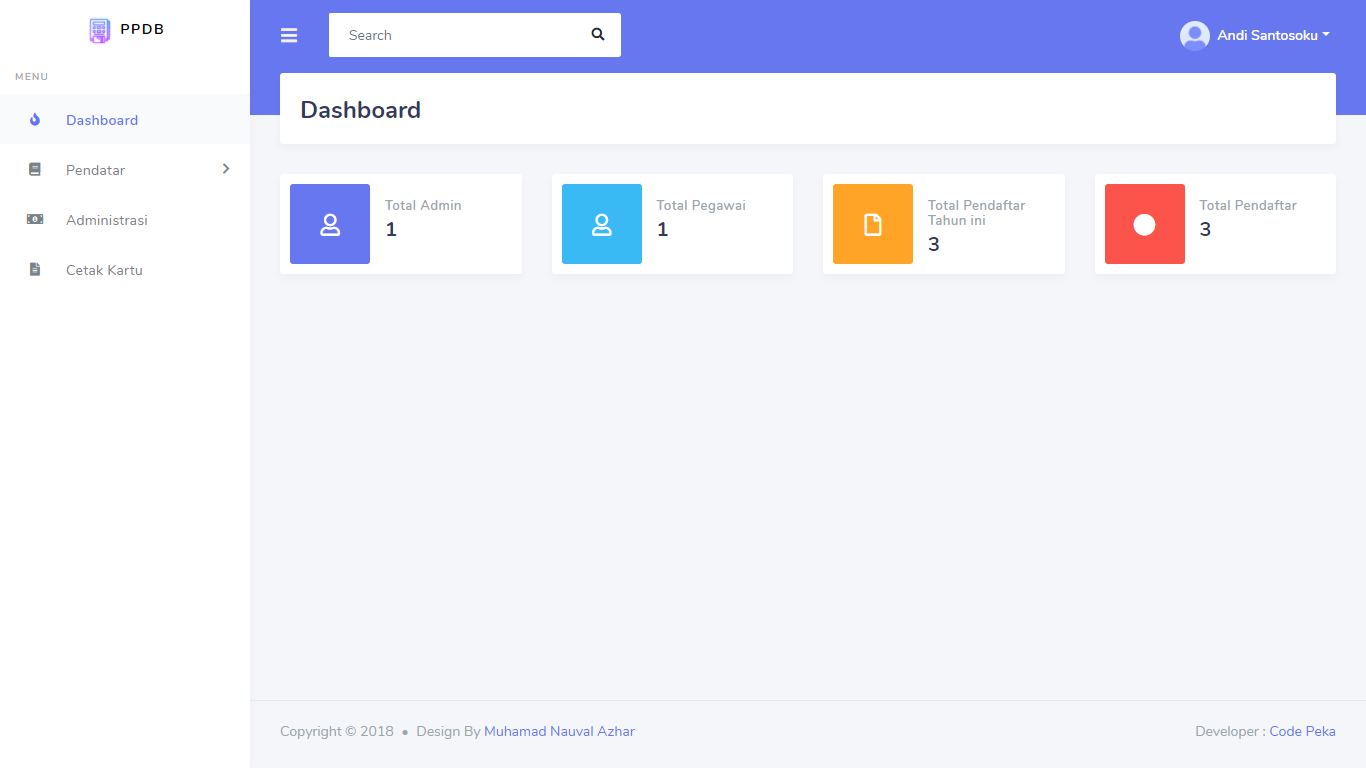 PPDB
MENU
Dashboard
Pendatar
Administrasi
Cetak Kartu
Search
Andi Santosoku
Dashboard
Total Admin
1
Total Pegawai
1
Total Pendaftar
Tahun ini
3
Total Pendaftar
3
Copyright © 2018 • Design By Muhamad Nauval Azhar
Developer : Code Peka